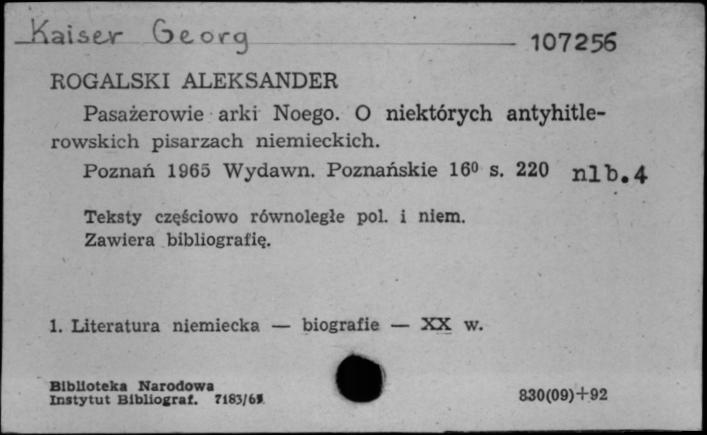 Kaiser Georg
107256
ROGALSKI ALEKSANDER
Pasażerowie arki Noego. O niektórych antyhitle-
rowskich pisarzach niemieckich.
Poznań 1965 Wydawn. Poznańskie 16⁰ s. 220 nlb.4
Teksty częściowo równoległe pol. i niem.
Zawiera bibliografię.
1. Literatura niemiecka — biografie — XX w.
Biblioteka Narodowa
Instytut Bibliograf.
830(09)+92